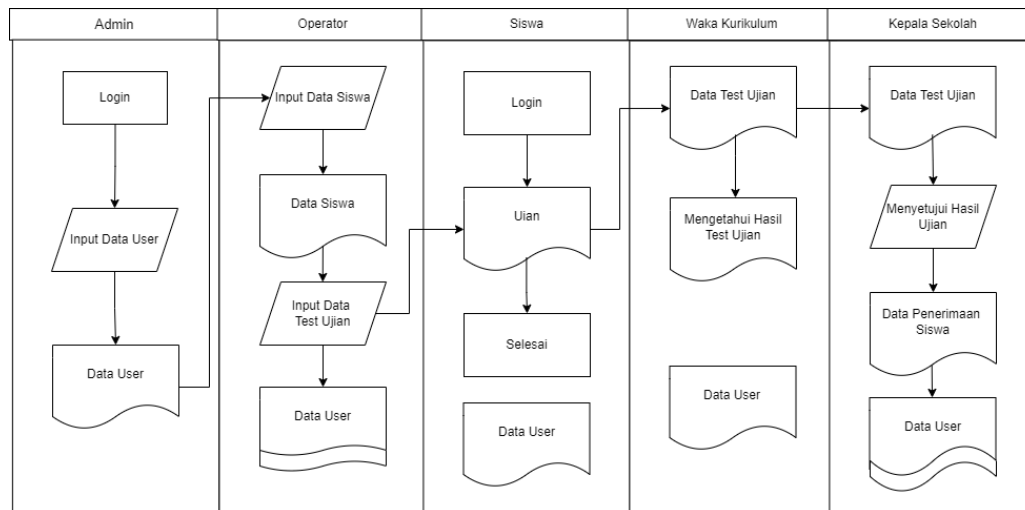 Admin
Operator
Siswa
Waka Kurikulum
Kepala Sekolah
Login
Input Data User
Data User
Input Data Siswa
Data Siswa
Input Data
Test Ujian
Data User
Login
Uian
Selesai
Data User
Data Test Ujian
Mengetahui Hasil
Test Ujian
Data User
Data Test Ujian
Menyetujui Hasil
Ujian
Data Penerimaan
Siswa
Data User